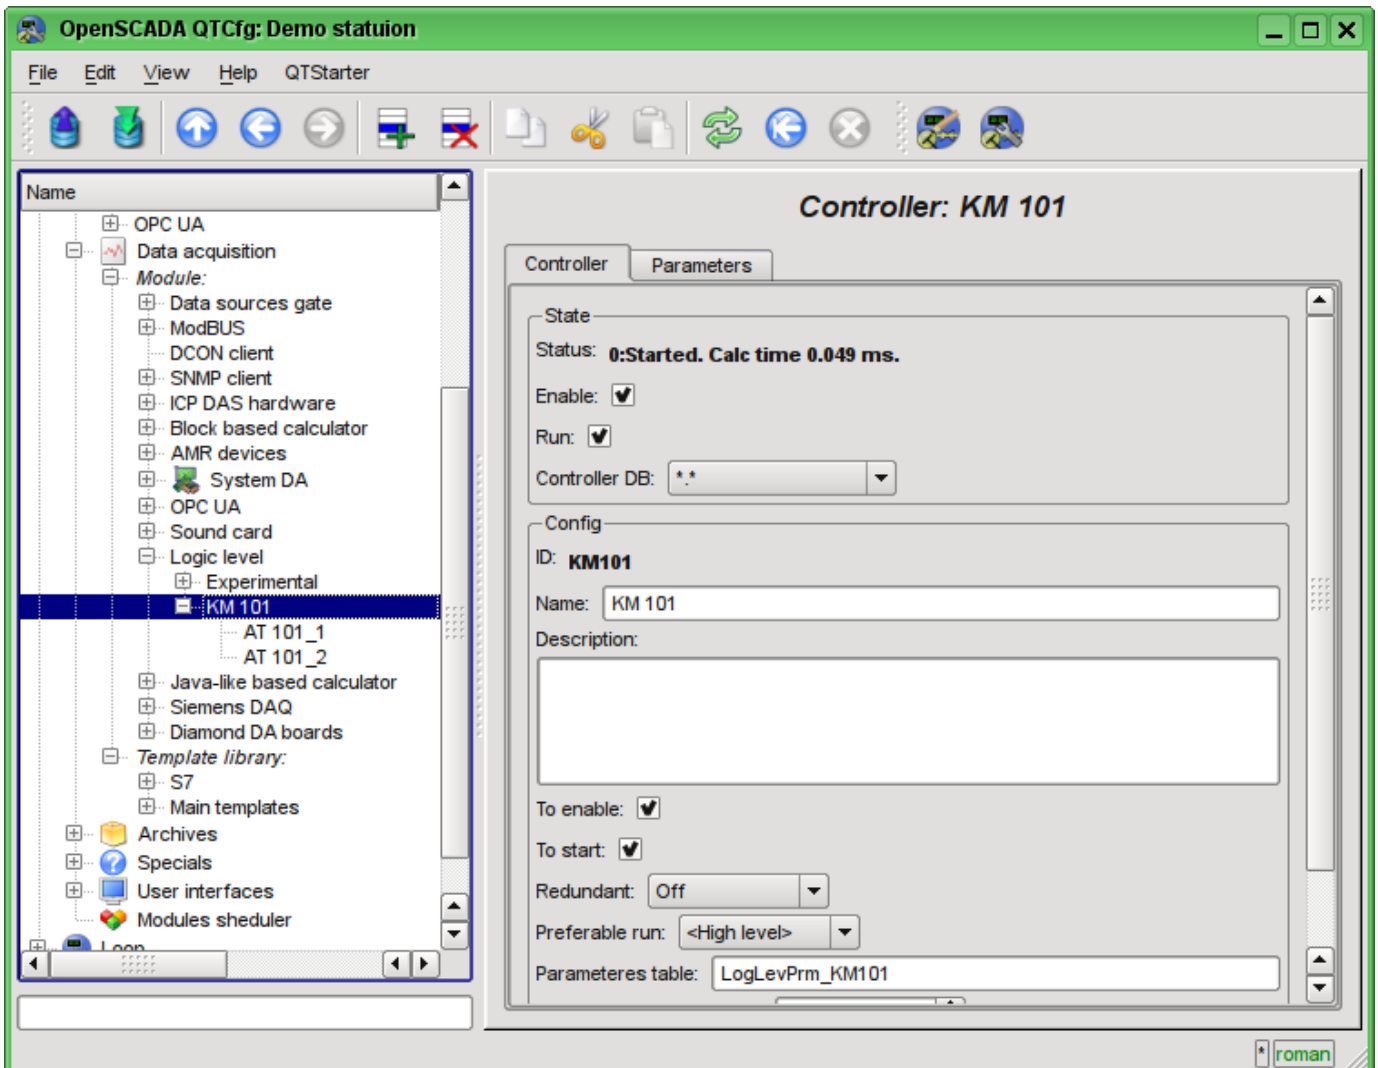 OpenSCADA QTCfg: Demo statuion
File Edit View Help QTStarter
Name
OPC UA
Data acquisition
Module:
Data sources gate
ModBUS
DCON client
SNMP client
ICP DAS hardware
Block based calculator
AMR devices
System DA
OPC UA
Sound card
Logic level
Experimental
KM 101
AT 101_1
AT 101_2
Java-like based calculator
Siemens DAQ
Diamond DA boards
Template library:
S7
Main templates
Archives
Specials
User interfaces
Modules sheduler
Loop
Controller: KM 101
Controller Parameters
State
Status: 0:Started. Calc time 0.049 ms.
Enable:
Run:
Controller DB: *.*
Config
ID: KM101
Name: KM 101
Description:
To enable:
To start:
Redundant: Off
Preferable run: <High level>
Parameteres table: LogLevPrm_KM101
* roman